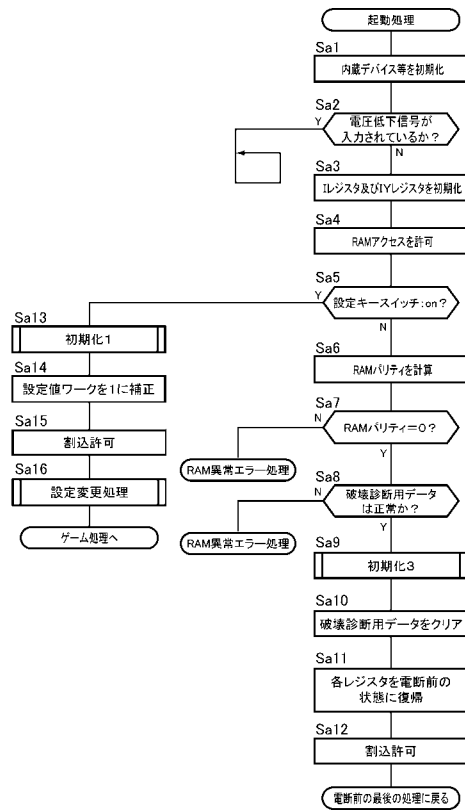 起動処理
Sa1
内蔵デバイス等を初期化
Sa2
電圧低下信号が
入力されているか?
Y
N
Sa3
Iレジスタ及びIYレジスタを初期化
Sa4
RAMアクセスを許可
Sa5
設定キースイッチ:on?
Y
N
Sa13
初期化1
Sa14
設定値ワークを1に補正
Sa15
割込許可
Sa16
設定変更処理
ゲーム処理へ
Sa6
RAMパリティを計算
Sa7
RAMパリティ=0?
N
Y
RAM異常エラー処理
Sa8
破壊診断用データ
は正常か?
N
Y
RAM異常エラー処理
Sa9
初期化3
Sa10
破壊診断用データをクリア
Sa11
各レジスタを電断前の
状態に復帰
Sa12
割込許可
電断前の最後の処理に戻る